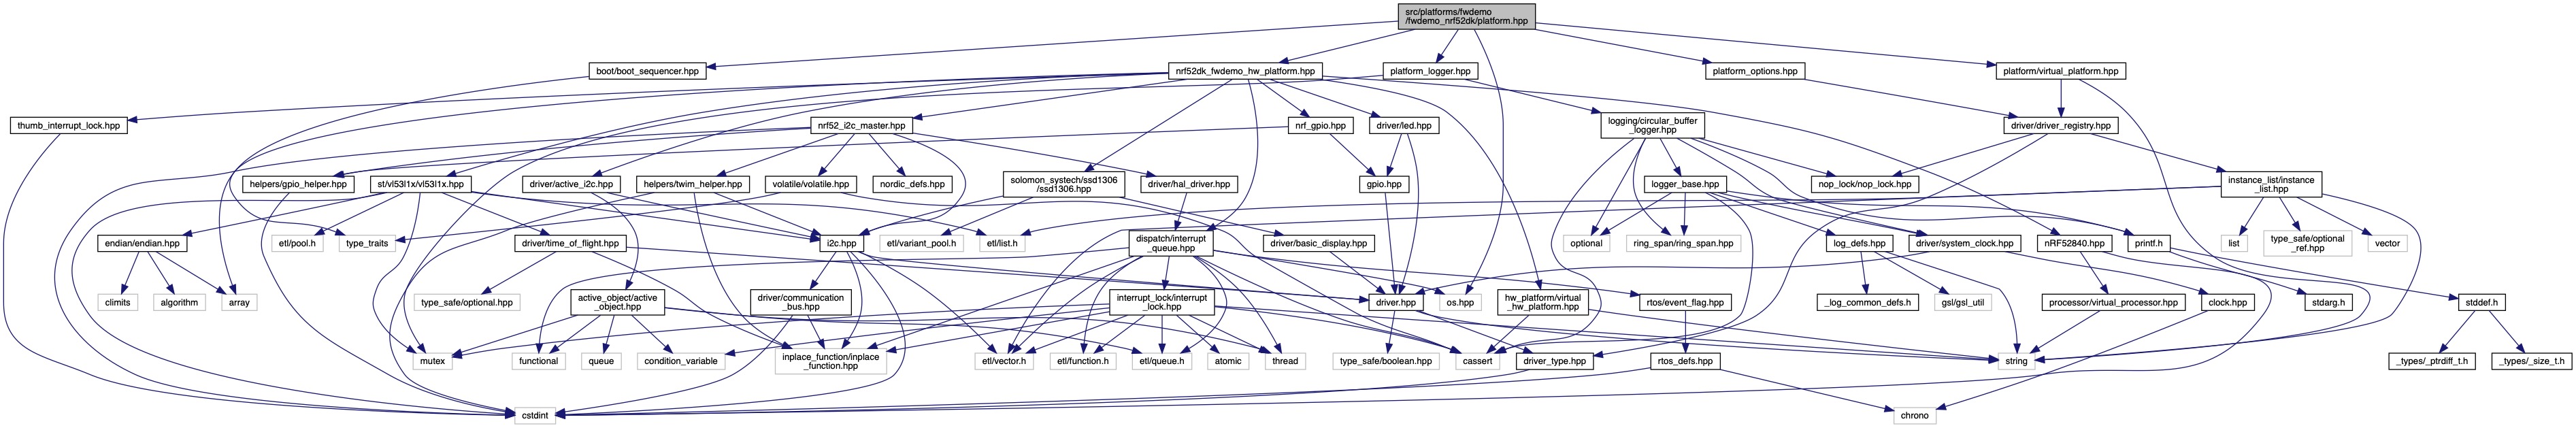 src/platforms/fwdemo
/fwdemo_nrf52dk/platform.hpp
boot/boot_sequencer.hpp
nrf52dk_fwdemo_hw_platform.hpp
platform_logger.hpp
platform_options.hpp
platform/virtual_platform.hpp
thumb_interrupt_lock.hpp
nrf52_i2c_master.hpp
nrf_gpio.hpp
driver/led.hpp
logging/circular_buffer
_logger.hpp
driver/driver_registry.hpp
helpers/gpio_helper.hpp
st/vl53l1x/vl53l1x.hpp
driver/active_i2c.hpp
helpers/twim_helper.hpp
volatile/volatile.hpp
nordic_defs.hpp
solomon_systech/ssd1306
/ssd1306.hpp
driver/hal_driver.hpp
gpio.hpp
logger_base.hpp
nop_lock/nop_lock.hpp
instance_list/instance
_list.hpp
endian/endian.hpp
etl/pool.h
type_traits
driver/time_of_flight.hpp
i2c.hpp
etl/variant_pool.h
etl/list.h
dispatch/interrupt
_queue.hpp
driver/basic_display.hpp
optional
ring_span/ring_span.hpp
log_defs.hpp
driver/system_clock.hpp
nRF52840.hpp
printf.h
list
type_safe/optional
_ref.hpp
vector
climits
algorithm
array
type_safe/optional.hpp
active_object/active
_object.hpp
driver/communication
_bus.hpp
interrupt_lock/interrupt
_lock.hpp
driver.hpp
os.hpp
hw_platform/virtual
_hw_platform.hpp
rtos/event_flag.hpp
_log_common_defs.h
gsl/gsl_util
processor/virtual_processor.hpp
clock.hpp
stdarg.h
stddef.h
mutex
functional
queue
condition_variable
inplace_function/inplace
_function.hpp
etl/vector.h
etl/function.h
etl/queue.h
atomic
thread
type_safe/boolean.hpp
cassert
driver_type.hpp
rtos_defs.hpp
string
_types/_ptrdiff_t.h
_types/_size_t.h
cstdint
chrono